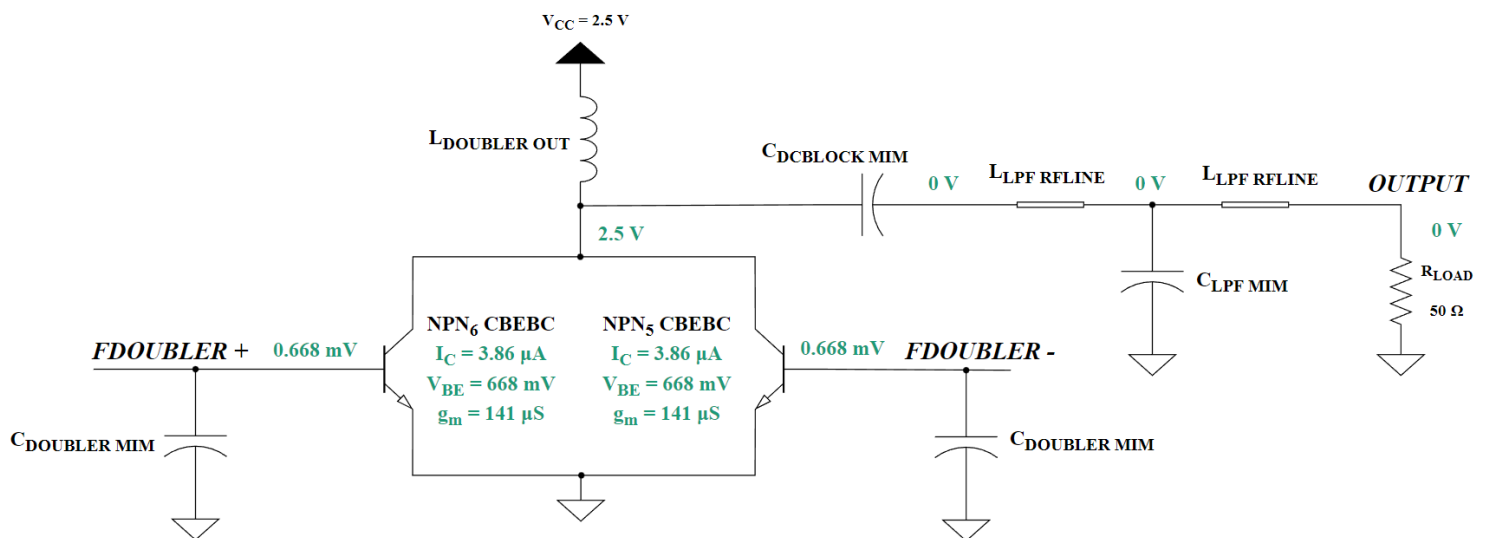 VCC = 2.5 V
LDOUBLER OUT
CDCBLOCK MIM
0 V
LLPF RFLINE
0 V
LLPF RFLINE
OUTPUT
0 V
2.5 V
CLPF MIM
RLOAD
50 Ω
FDOUBLER +
0.668 mV
NPN6 CBEBC
IC = 3.86 μA
VBE = 668 mV
gm = 141 μS
NPN5 CBEBC
IC = 3.86 μA
VBE = 668 mV
gm = 141 μS
0.668 mV
FDOUBLER -
CDOUBLER MIM
CDOUBLER MIM